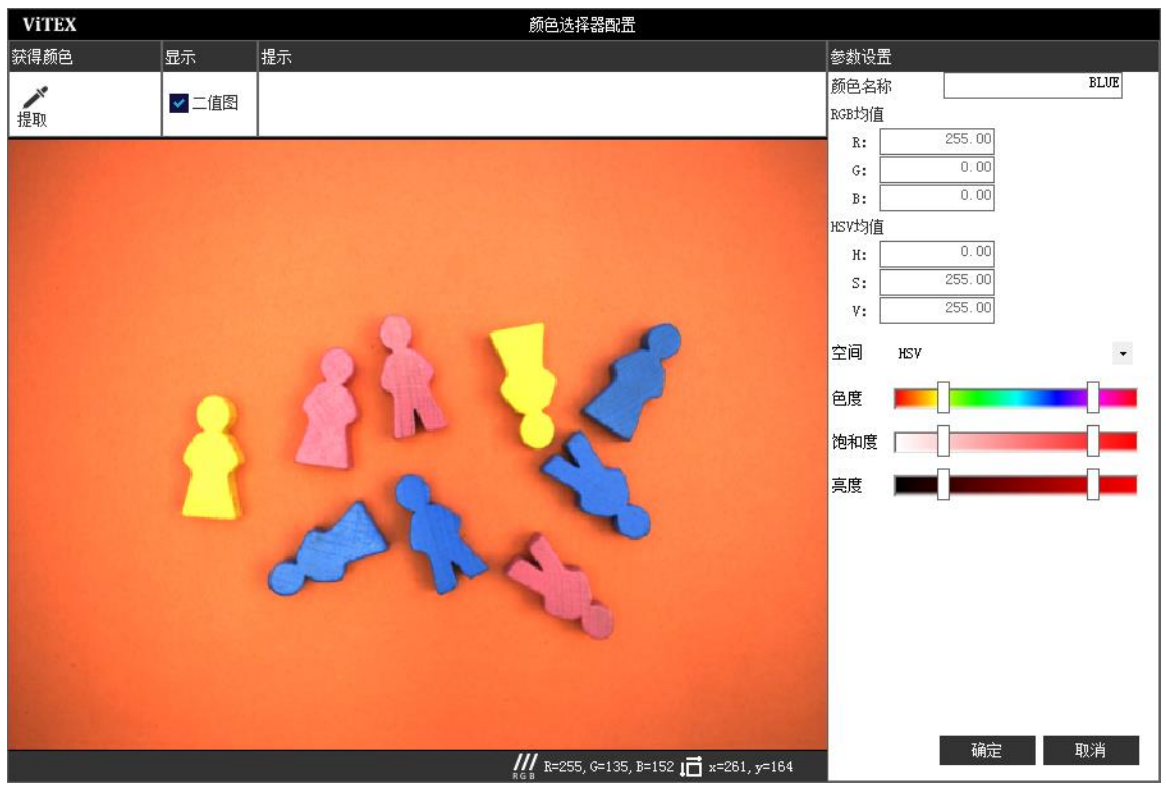 ViTEX 颜色选择器配置
获得颜色 显示 提示 参数设置
提取
二值图
颜色名称 BLUE
RGB均值
R: 255.00
G: 0.00
B: 0.00
HSV均值
H: 0.00
S: 255.00
V: 255.00
空间 HSV
色度
饱和度
亮度
确定 取消
RGB R=255, G=135, B=152 x=261, y=164